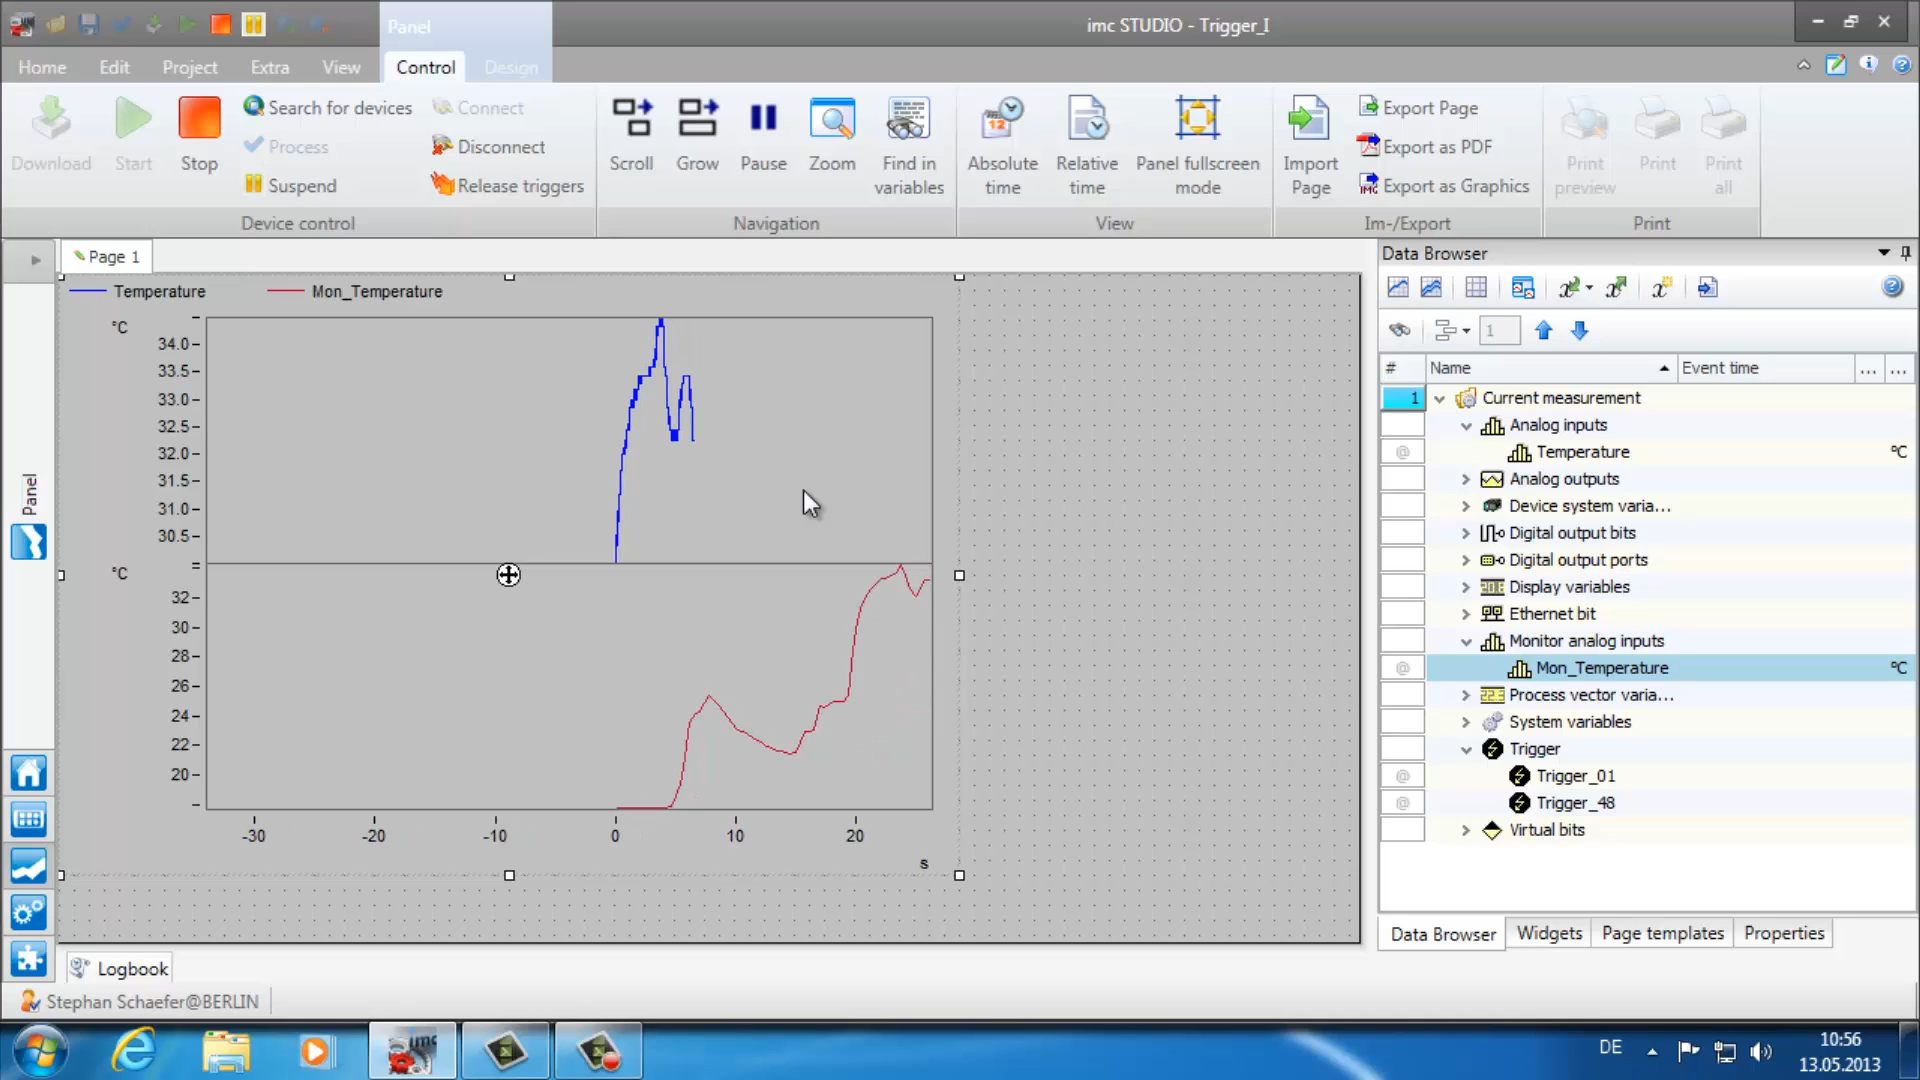 Panel
imc STUDIO - Trigger_I
Home Edit Project Extra View Control Design
Download
Start
Stop
Search for devices
Process
Suspend
Connect
Disconnect
Release triggers
Device control
Scroll
Grow
Pause
Zoom
Find in
variables
Navigation
Absolute
time
Relative
time
Panel fullscreen
mode
View
Import
Page
Export Page
Export as PDF
Export as Graphics
Im-/Export
Print
preview
Print
Print
all
Print
Page 1
Temperature Mon_Temperature
°C
34.0
33.5
33.0
32.5
32.0
31.5
31.0
30.5
°C
32
30
28
26
24
22
20
-30 -20 -10 0 10 20
s
Panel
Data Browser
1
# Name Event time ... ...
1 Current measurement
Analog inputs
@ Temperature °C
Analog outputs
Device system varia...
Digital output bits
Digital output ports
Display variables
Ethernet bit
Monitor analog inputs
@ Mon_Temperature °C
Process vector varia...
System variables
Trigger
@ Trigger_01
@ Trigger_48
Virtual bits
Data Browser Widgets Page templates Properties
Logbook
Stephan Schaefer@BERLIN
imc
DE
10:56
13.05.2013